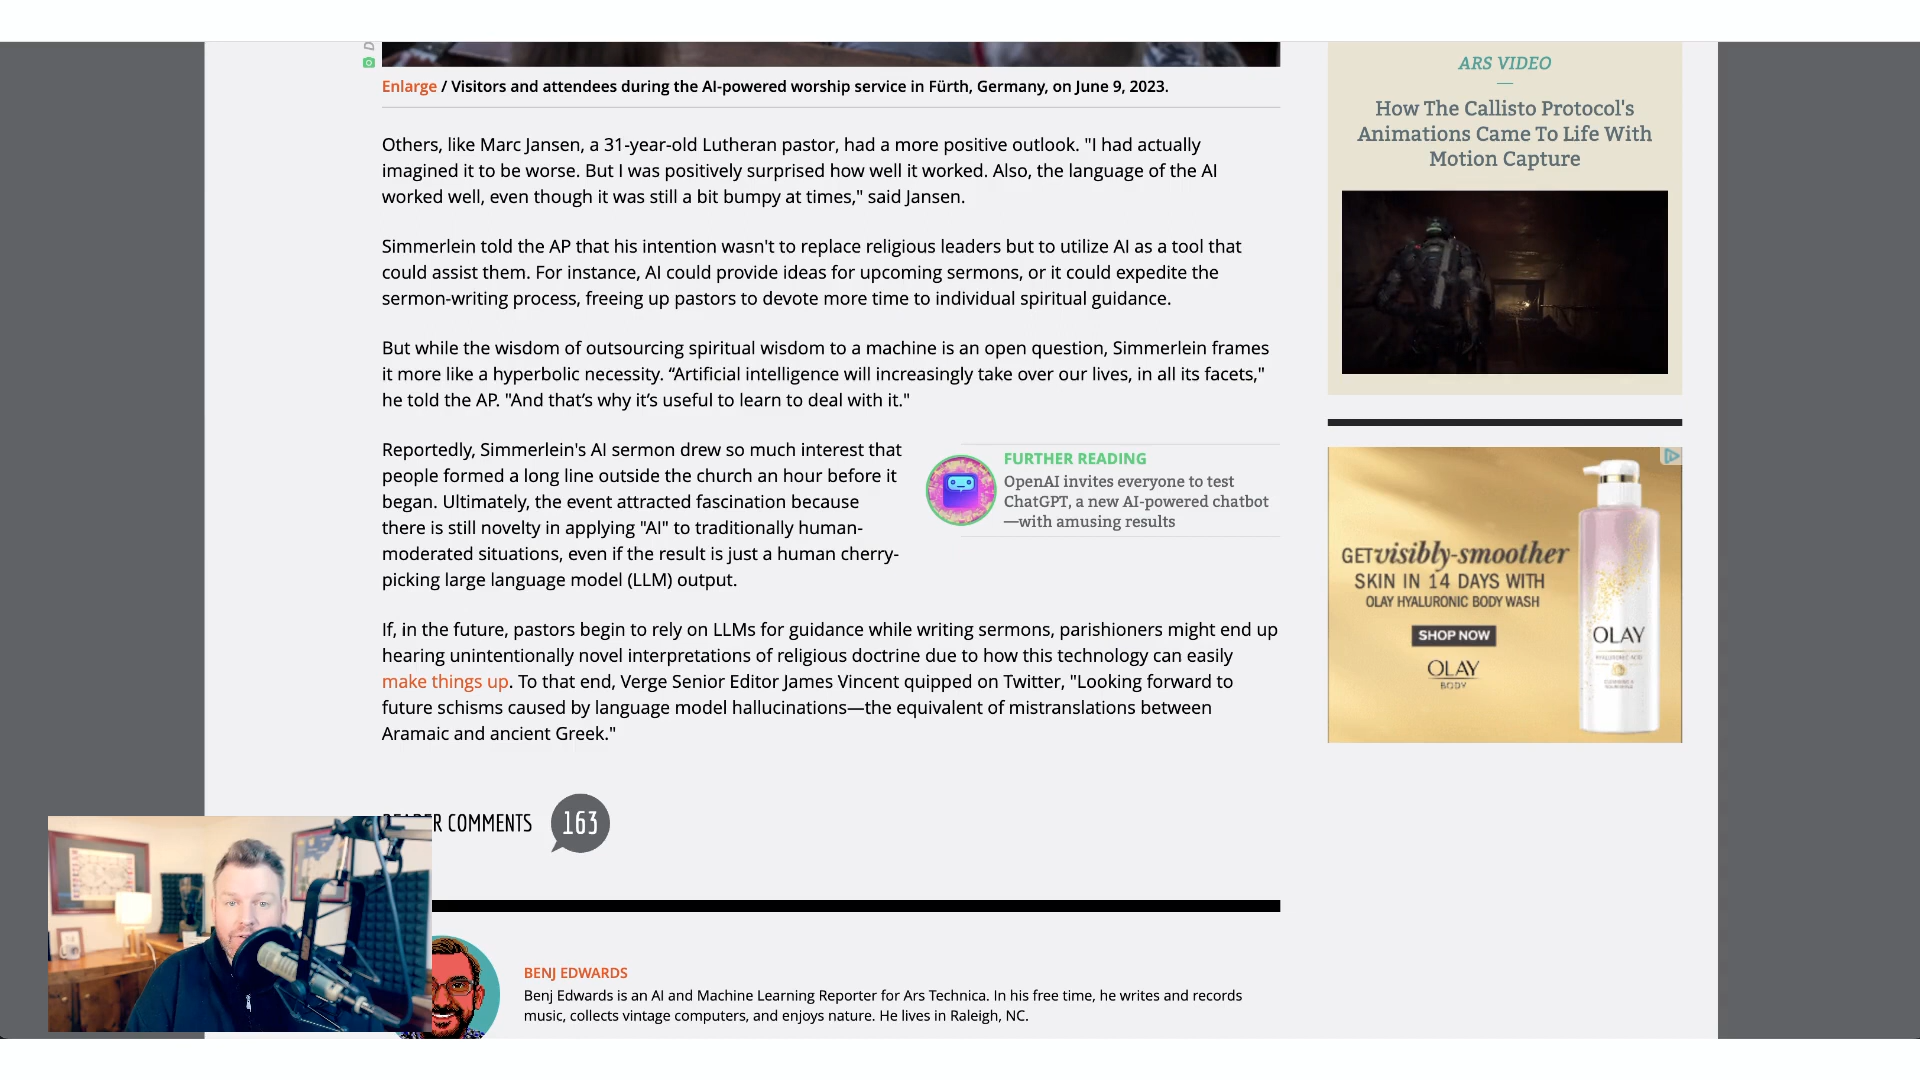 Enlarge / Visitors and attendees during the AI-powered worship service in Fürth, Germany, on June 9, 2023.
Others, like Marc Jansen, a 31-year-old Lutheran pastor, had a more positive outlook. "I had actually
imagined it to be worse. But I was positively surprised how well it worked. Also, the language of the AI
worked well, even though it was still a bit bumpy at times," said Jansen.
Simmerlein told the AP that his intention wasn't to replace religious leaders but to utilize AI as a tool that
could assist them. For instance, AI could provide ideas for upcoming sermons, or it could expedite the
sermon-writing process, freeing up pastors to devote more time to individual spiritual guidance.
But while the wisdom of outsourcing spiritual wisdom to a machine is an open question, Simmerlein frames
it more like a hyperbolic necessity. “Artificial intelligence will increasingly take over our lives, in all its facets,"
he told the AP. "And that’s why it’s useful to learn to deal with it."
Reportedly, Simmerlein's AI sermon drew so much interest that
people formed a long line outside the church an hour before it
began. Ultimately, the event attracted fascination because
there is still novelty in applying "AI" to traditionally human-
moderated situations, even if the result is just a human cherry-
picking large language model (LLM) output.
FURTHER READING
OpenAI invites everyone to test
ChatGPT, a new AI-powered chatbot
—with amusing results
If, in the future, pastors begin to rely on LLMs for guidance while writing sermons, parishioners might end up
hearing unintentionally novel interpretations of religious doctrine due to how this technology can easily
make things up. To that end, Verge Senior Editor James Vincent quipped on Twitter, "Looking forward to
future schisms caused by language model hallucinations—the equivalent of mistranslations between
Aramaic and ancient Greek."
COMMENTS 163
BENJ EDWARDS
Benj Edwards is an AI and Machine Learning Reporter for Ars Technica. In his free time, he writes and records
music, collects vintage computers, and enjoys nature. He lives in Raleigh, NC.
ARS VIDEO
How The Callisto Protocol's
Animations Came To Life With
Motion Capture
GET visibly-smoother
SKIN IN 14 DAYS WITH
OLAY HYALURONIC BODY WASH
SHOP NOW
OLAY
BODY
OLAY